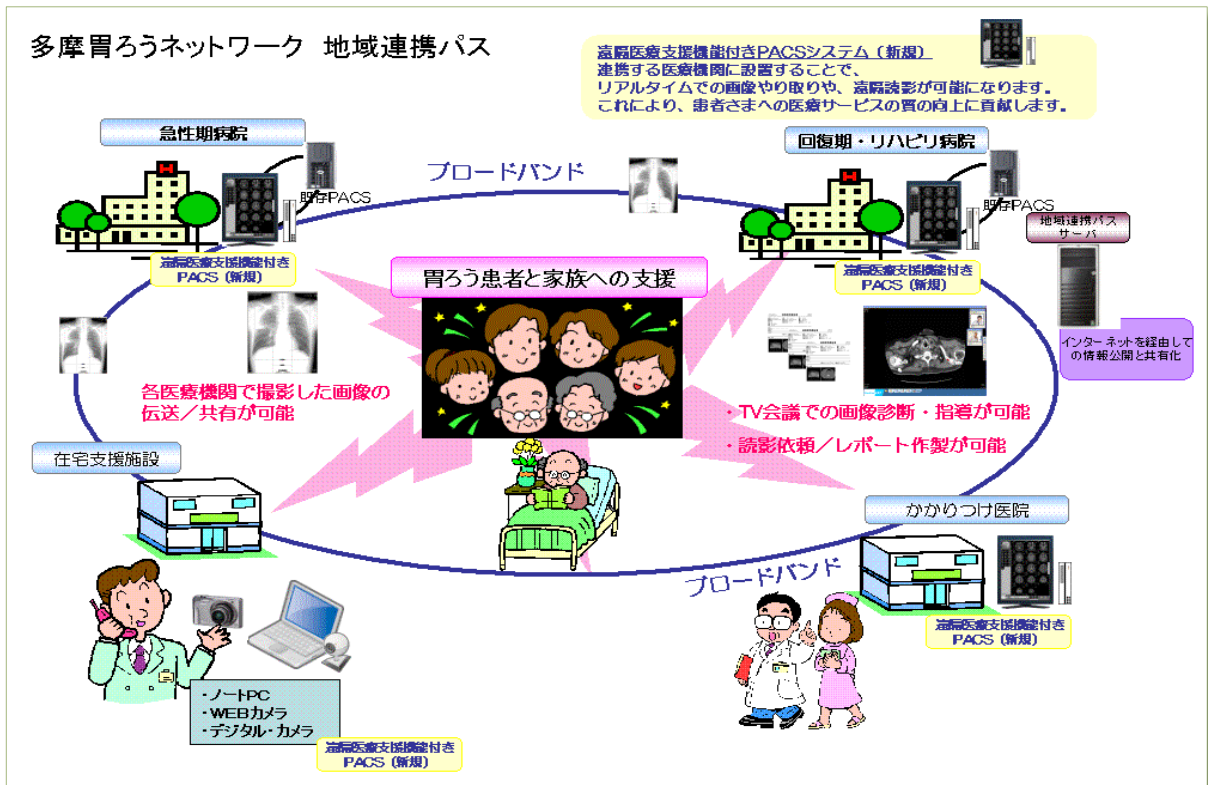 多摩胃ろうネットワーク 地域連携パス
遠隔医療支援機能付きPACSシステム（新規）
連携する医療機関に設置することで、
リアルタイムでの画像やり取りや、遠隔読影が可能になります。
これにより、患者さまへの医療サービスの質の向上に貢献します。
急性期病院
回復期・リハビリ病院
ブロードバンド
既存PACS
既存PACS
地域連携パス
サーバ
遠隔医療支援機能付き
PACS（新規）
遠隔医療支援機能付き
PACS（新規）
胃ろう患者と家族への支援
インターネットを経由して
の情報公開と共有化
各医療機関で撮影した画像の
伝送／共有が可能
・TV会議での画像診断・指導が可能
・読影依頼／レポート作製が可能
在宅支援施設
かかりつけ医院
ブロードバンド
遠隔医療支援機能付き
PACS（新規）
・ノートPC
・WEBカメラ
・デジタル・カメラ
遠隔医療支援機能付き
PACS（新規）